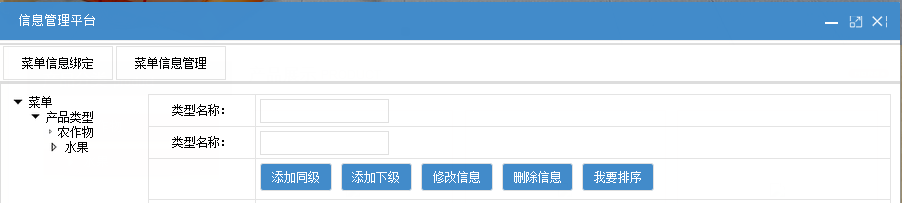 信息管理平台
菜单信息绑定 菜单信息管理
菜单
产品类型
农作物
水果
类型名称：
类型名称：
添加同级 添加下级 修改信息 删除信息 我要排序